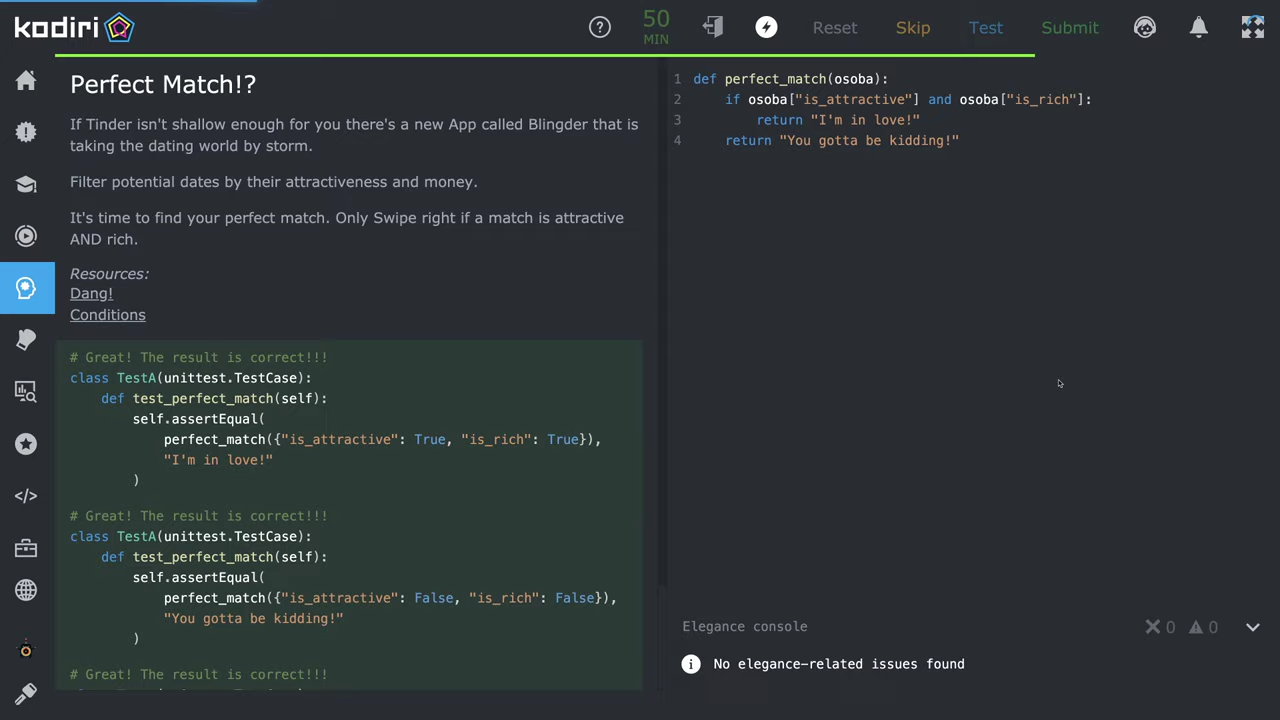 kodiri
50
MIN
Reset
Skip
Test
Submit
Perfect Match!?
If Tinder isn't shallow enough for you there's a new App called Blingder that is
taking the dating world by storm.
Filter potential dates by their attractiveness and money.
It's time to find your perfect match. Only Swipe right if a match is attractive
AND rich.
Resources:
Dang!
Conditions
# Great! The result is correct!!!
class TestA(unittest.TestCase):
    def test_perfect_match(self):
        self.assertEqual(
            perfect_match({"is_attractive": True, "is_rich": True}),
            "I'm in love!"
        )
# Great! The result is correct!!!
class TestA(unittest.TestCase):
    def test_perfect_match(self):
        self.assertEqual(
            perfect_match({"is_attractive": False, "is_rich": False}),
            "You gotta be kidding!"
        )
# Great! The result is correct!!!
1 def perfect_match(osoba):
2     if osoba["is_attractive"] and osoba["is_rich"]:
3         return "I'm in love!"
4     return "You gotta be kidding!"
Elegance console
0
0
No elegance-related issues found